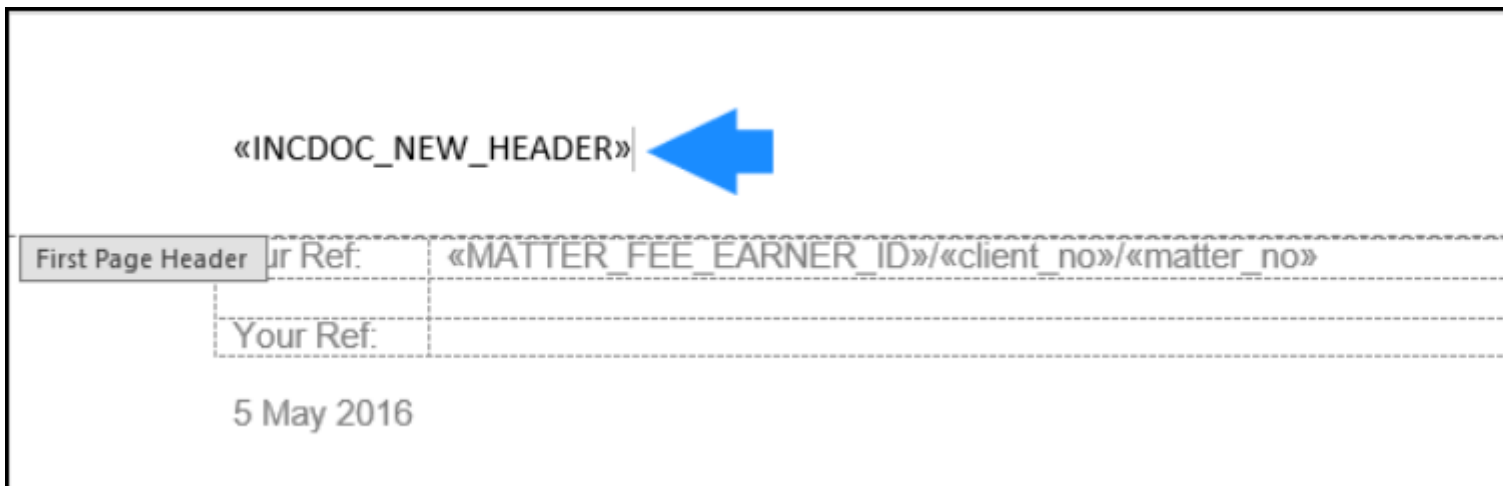 «INCDOC_NEW_HEADER»
First Page Header ur Ref: «MATTER_FEE_EARNER_ID»/«client_no»/«matter_no»
Your Ref:
5 May 2016